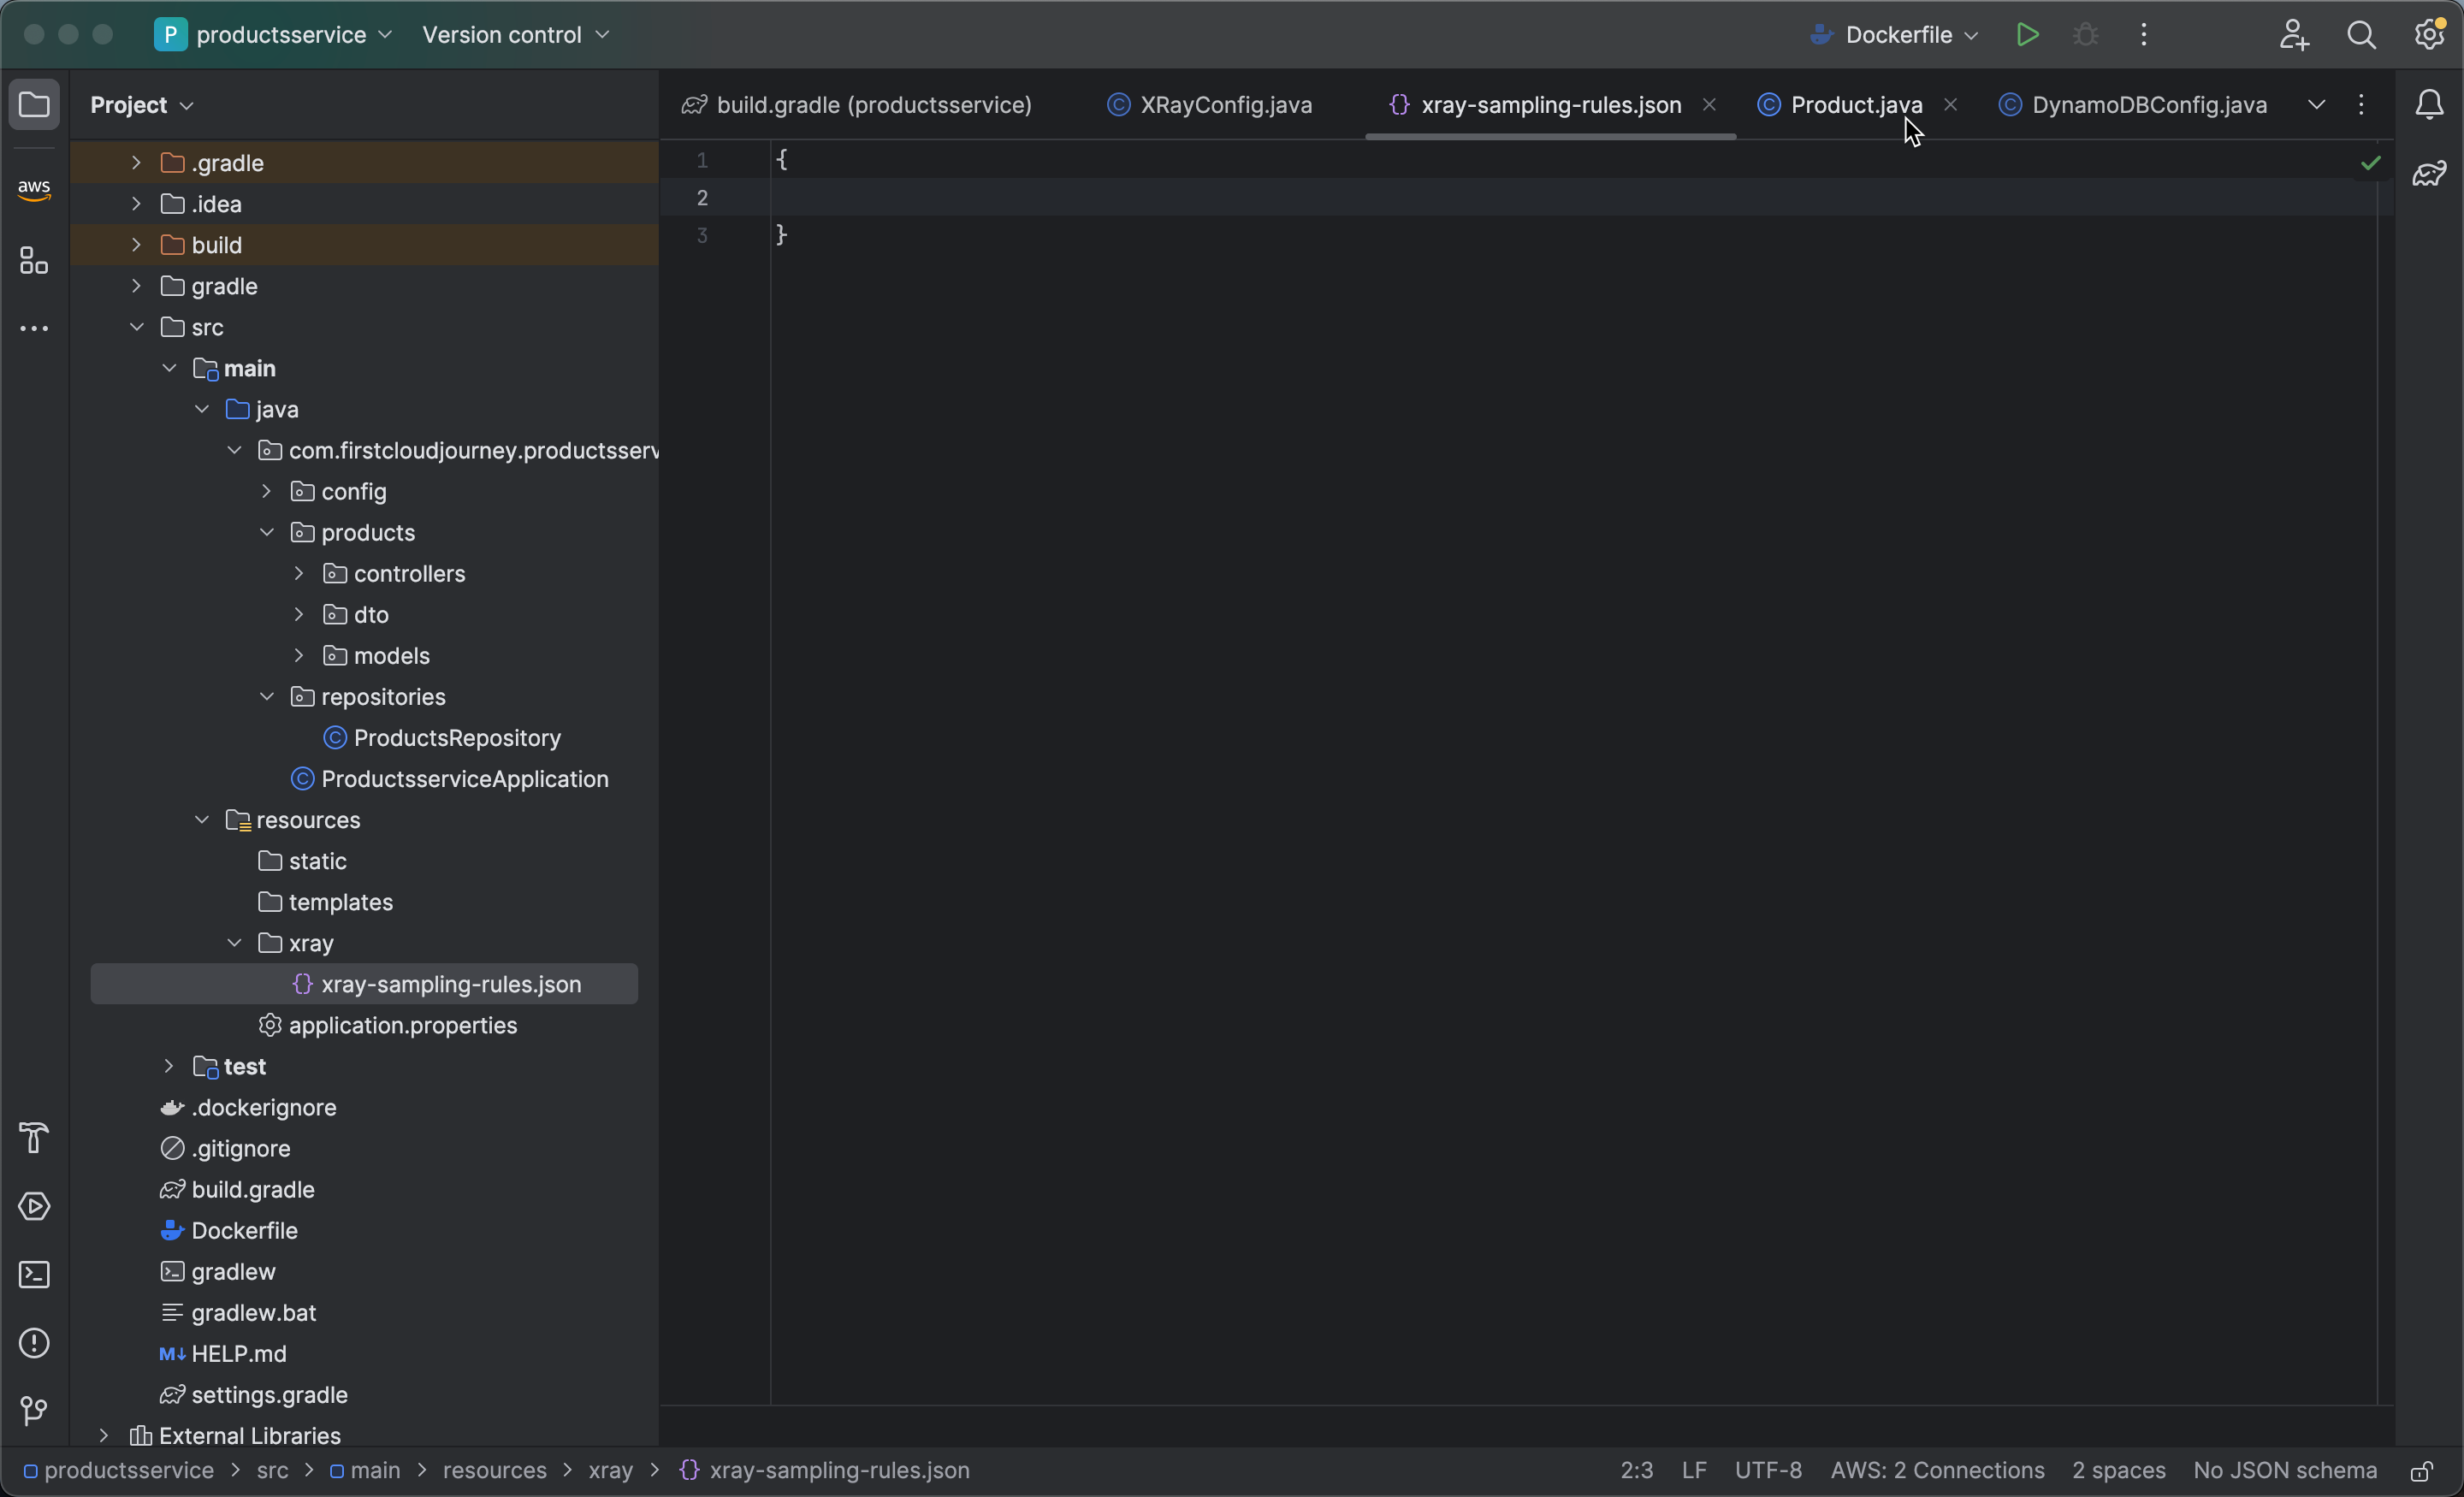 P productsservice Version control Dockerfile
Project
build.gradle (productsservice) XRayConfig.java xray-sampling-rules.json Product.java DynamoDBConfig.java
aws
.gradle
.idea
build
gradle
src
main
java
com.firstcloudjourney.productsserv
config
products
controllers
dto
models
repositories
ProductsRepository
ProductsserviceApplication
resources
static
templates
xray
xray-sampling-rules.json
application.properties
test
.dockerignore
.gitignore
build.gradle
Dockerfile
gradlew
gradlew.bat
M↓ HELP.md
settings.gradle
External Libraries
1 {
2
3 }
productsservice > src > main > resources > xray > {} xray-sampling-rules.json
2:3 LF UTF-8 AWS: 2 Connections 2 spaces No JSON schema